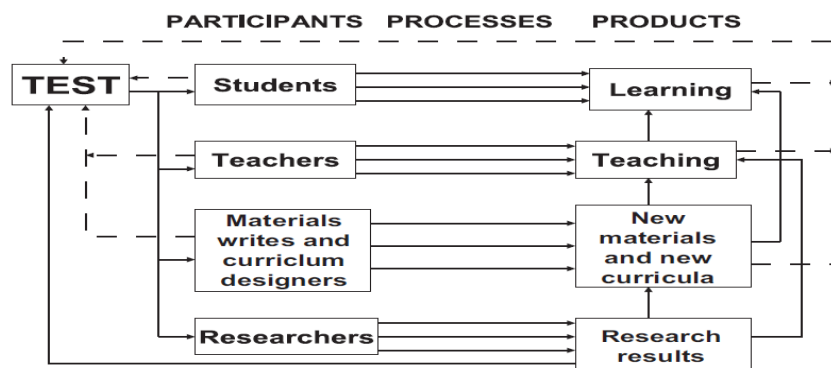 PARTICIPANTS PROCESSES PRODUCTS
TEST
Students
Learning
Teachers
Teaching
Materials
writes and
curriclum
designers
New
materials
and new
curricula
Researchers
Research
results